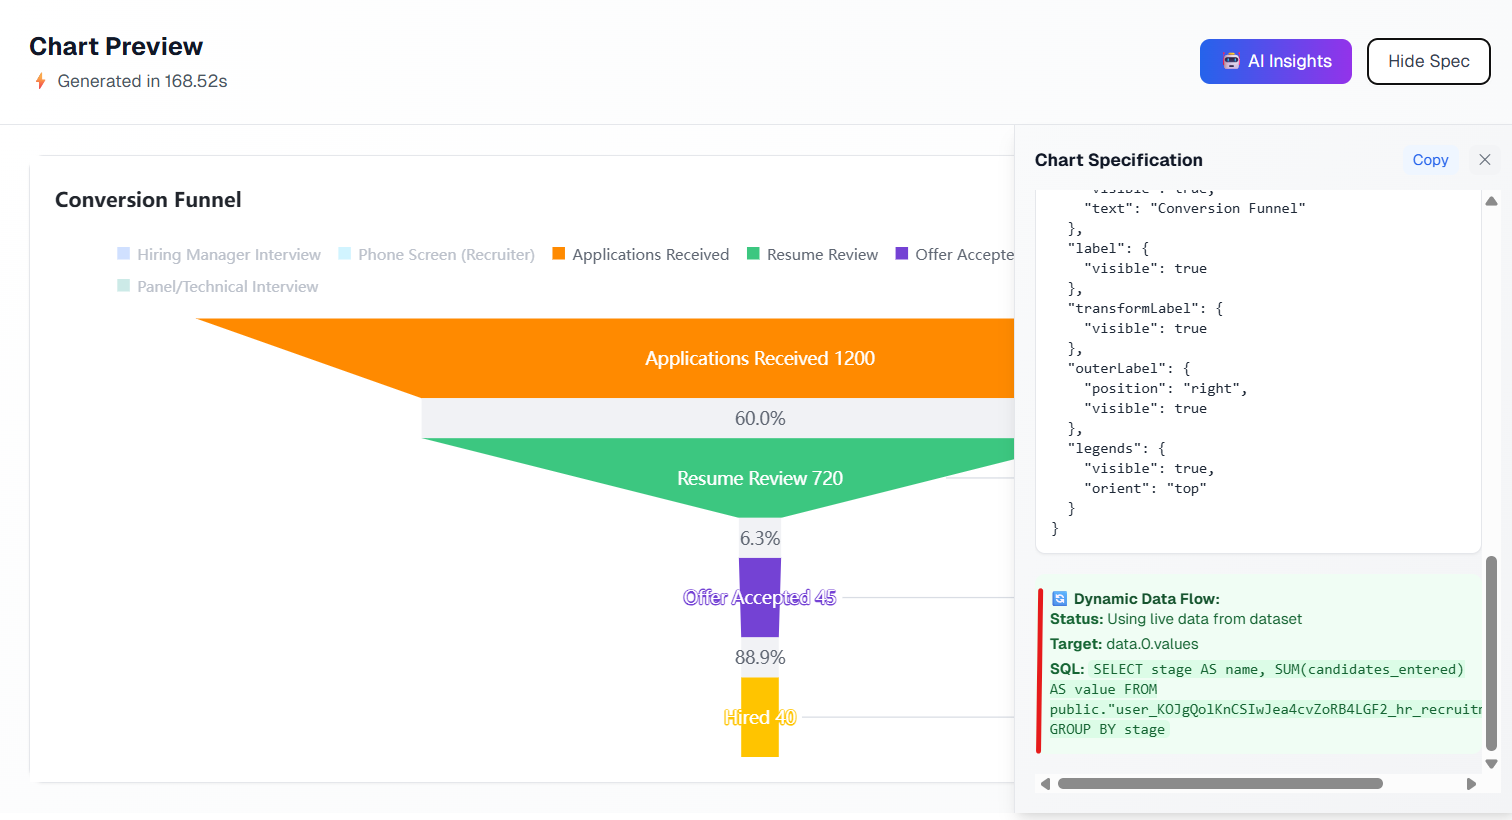 Chart Preview
Generated in 168.52s
AI Insights
Hide Spec
Conversion Funnel
Hiring Manager Interview
Phone Screen (Recruiter)
Applications Received
Resume Review
Offer Accepte
Panel/Technical Interview
Applications Received 1200
60.0%
Resume Review 720
6.3%
Offer Accepted 45
88.9%
Hired 40
Chart Specification
Copy
"visible": true,
"text": "Conversion Funnel"
},
"label": {
"visible": true
},
"transformLabel": {
"visible": true
},
"outerLabel": {
"position": "right",
"visible": true
},
"legends": {
"visible": true,
"orient": "top"
}
}
Dynamic Data Flow:
Status: Using live data from dataset
Target: data.0.values
SQL: SELECT stage AS name, SUM(candidates_entered)
AS value FROM
public."user_KOJgQolKnCSIwJea4cvZoRB4LGF2_hr_recruitm
GROUP BY stage